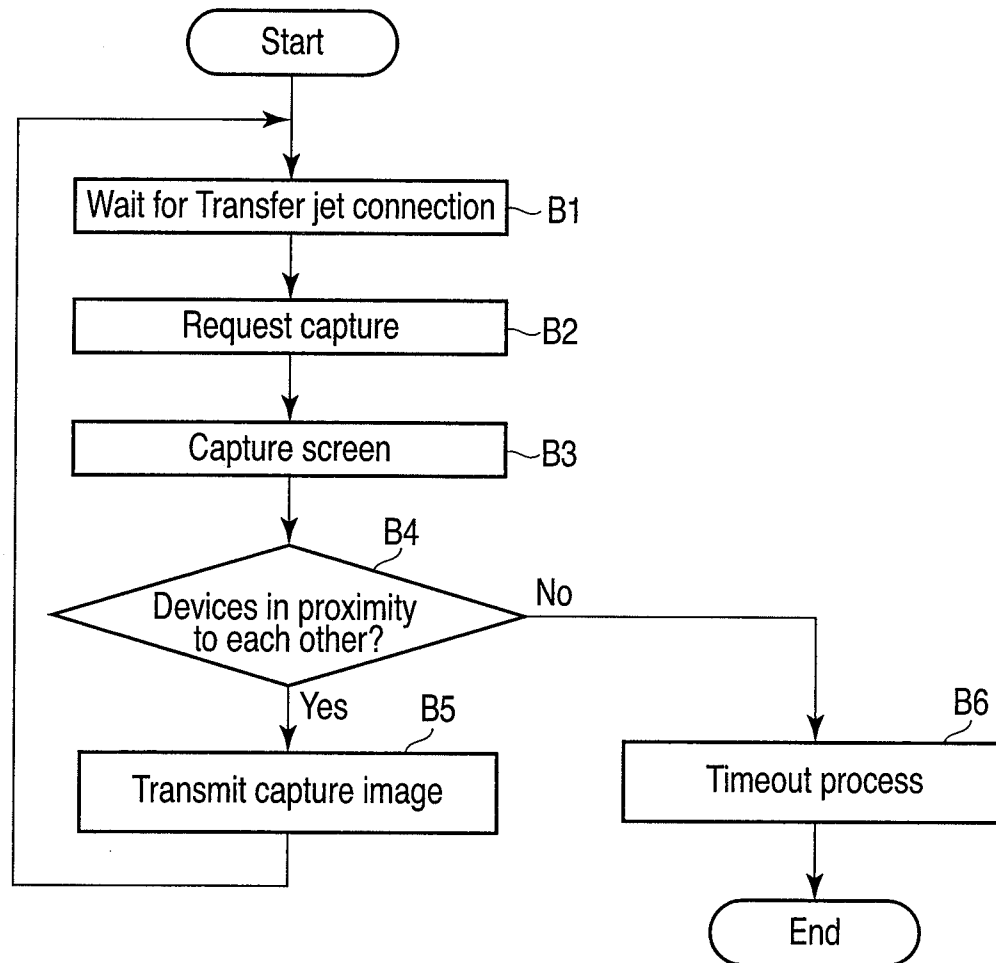 Start
Wait for Transfer jet connection
B1
Request capture
B2
Capture screen
B3
B4
Devices in proximity
to each other?
No
Yes
B5
Transmit capture image
B6
Timeout process
End